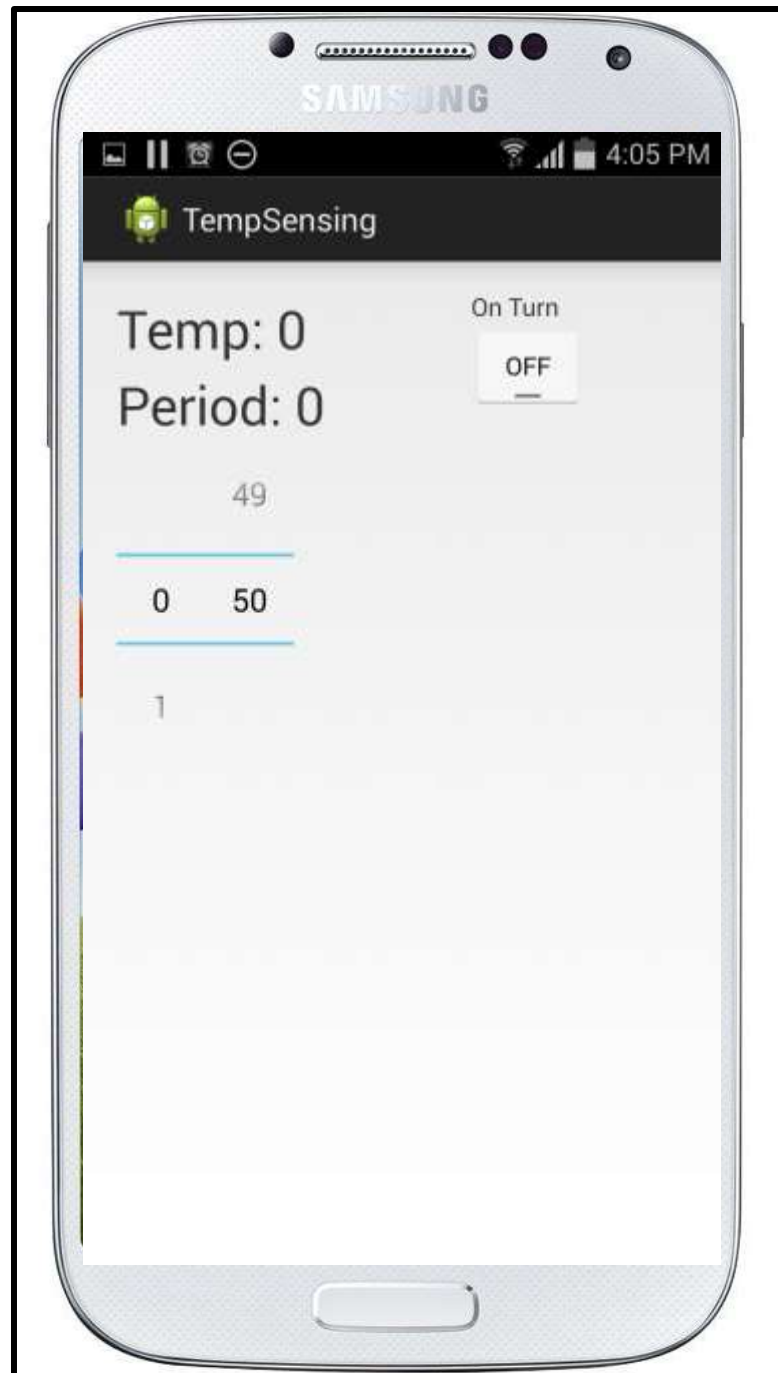 SAMSUNG
4:05 PM
TempSensing
Temp: 0
On Turn
OFF
Period: 0
49
0 50
1